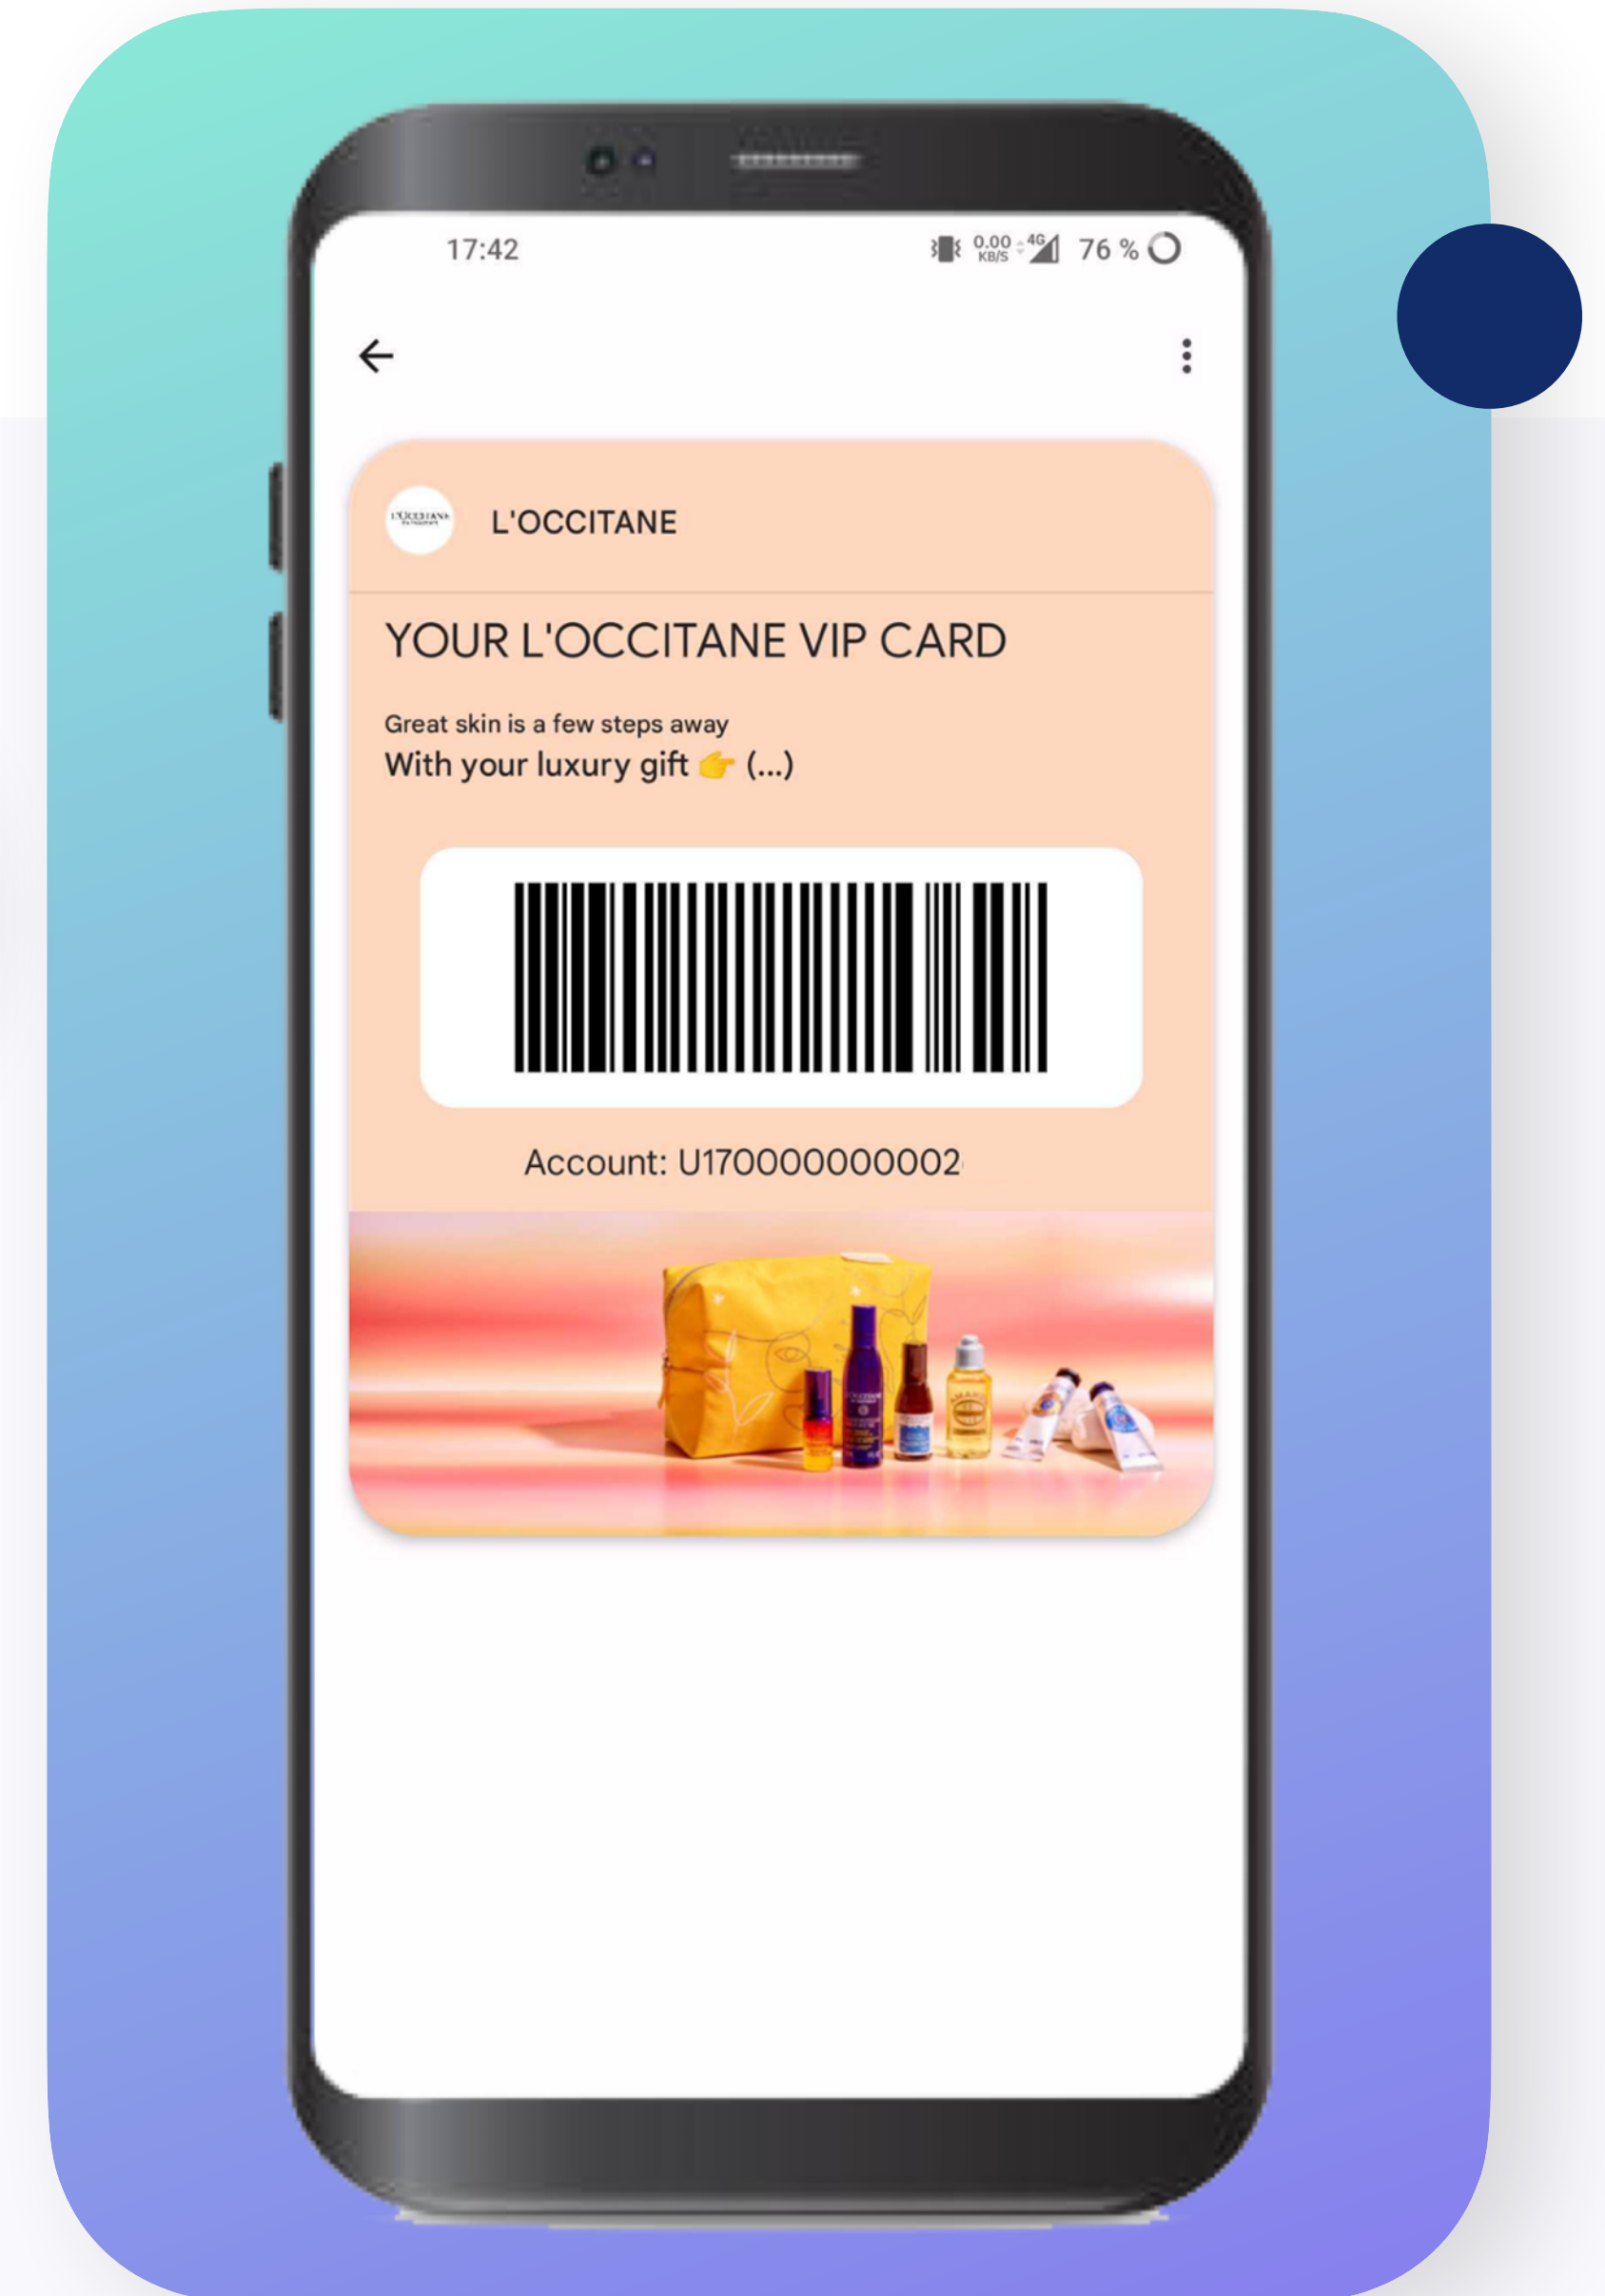 17:42
0.00 KB/S 4G 76 %
L'OCCITANE
L'OCCITANE
YOUR L'OCCITANE VIP CARD
Great skin is a few steps away
With your luxury gift 👉 (...)
Account: U170000000002